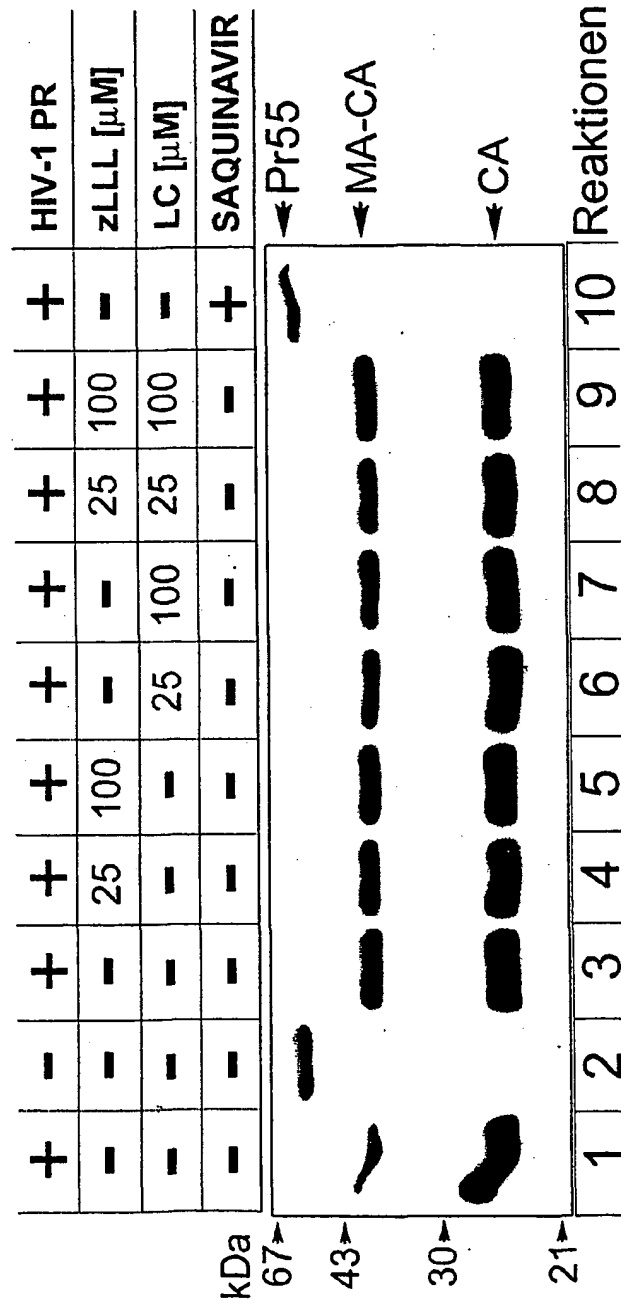 HIV-1 PR + - + + + + + + + +
zLLL [µM] - - - 25 100 - - 25 100 -
LC [µM] - - - - - 25 100 25 100 -
SAQUINAVIR - - - - - - - - - +
kDa
67 Pr55
43 MA-CA
30 CA
21
1 2 3 4 5 6 7 8 9 10 Reaktionen